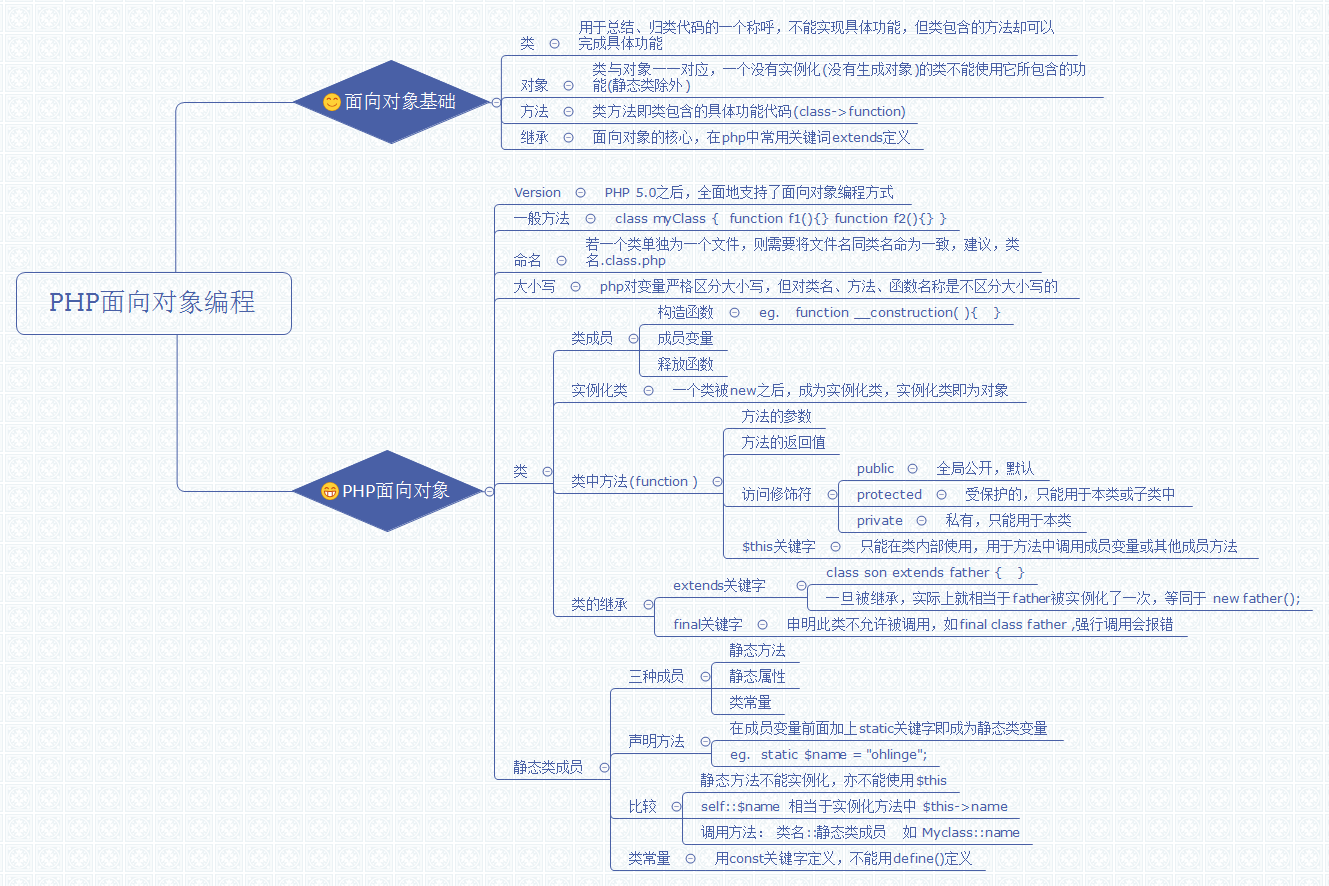 PHP面向对象编程
面向对象基础
类
用于总结、归类代码的一个称呼，不能实现具体功能，但类包含的方法却可以
完成具体功能
对象
类与对象一一对应，一个没有实例化(没有生成对象)的类不能使用它所包含的功
能(静态类除外)
方法
类方法即类包含的具体功能代码(class->function)
继承
面向对象的核心，在php中常用关键词extends定义
PHP面向对象
Version
PHP 5.0之后，全面地支持了面向对象编程方式
一般方法
class myClass { function f1(){} function f2(){} }
命名
若一个类单独为一个文件，则需要将文件名同类名命为一致，建议，类
名.class.php
大小写
php对变量严格区分大小写，但对类名、方法、函数名称是不区分大小写的
类
类成员
构造函数
eg. function __construction( ){ }
成员变量
释放函数
实例化类
一个类被new之后，成为实例化类，实例化类即为对象
类中方法(function )
方法的参数
方法的返回值
访问修饰符
public
全局公开，默认
protected
受保护的，只能用于本类或子类中
private
私有，只能用于本类
$this关键字
只能在类内部使用，用于方法中调用成员变量或其他成员方法
类的继承
extends关键字
class son extends father { }
一旦被继承，实际上就相当于father被实例化了一次，等同于 new father();
final关键字
申明此类不允许被调用，如final class father ,强行调用会报错
静态类成员
三种成员
静态方法
静态属性
类常量
声明方法
在成员变量前面加上static关键字即成为静态类变量
eg. static $name = "ohlinge";
比较
静态方法不能实例化，亦不能使用$this
self::$name 相当于实例化方法中 $this->name
调用方法： 类名::静态类成员 如 Myclass::name
类常量
用const关键字定义，不能用define()定义